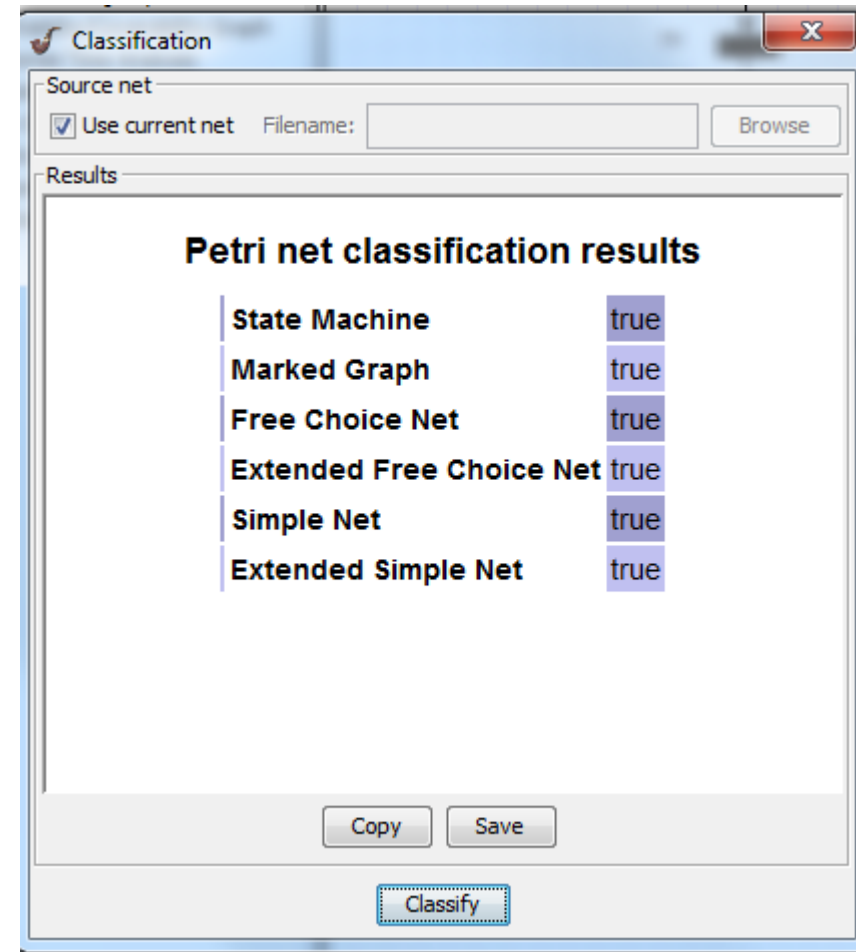 Classification
Source net
Use current net Filename: Browse
Results
Petri net classification results
State Machine true
Marked Graph true
Free Choice Net true
Extended Free Choice Net true
Simple Net true
Extended Simple Net true
Copy Save
Classify